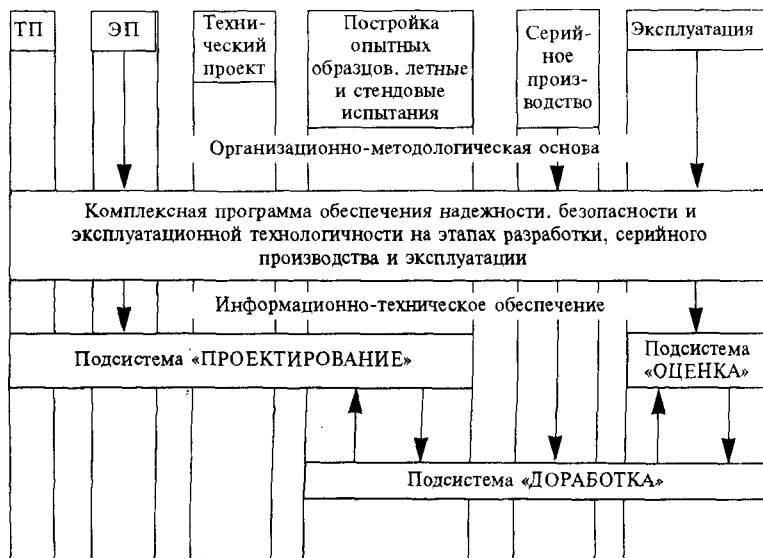 ТП
ЭП
Техни-
ческий
проект
Постройка
опытных
образцов. летные
и стендовые
испытания
Серий-
ное
произ-
водство
Эксплуатация
Организационно-методологическая основа
Комплексная программа обеспечения надежности. безопасности и
эксплуатационной технологичности на этапах разработки, серийного
производства и эксплуатации
Информационно-техническое обеспечение
Подсистема «ПРОЕКТИРОВАНИЕ»
Подсистема
«ОЦЕНКА»
Подсистема «ДОРАБОТКА»